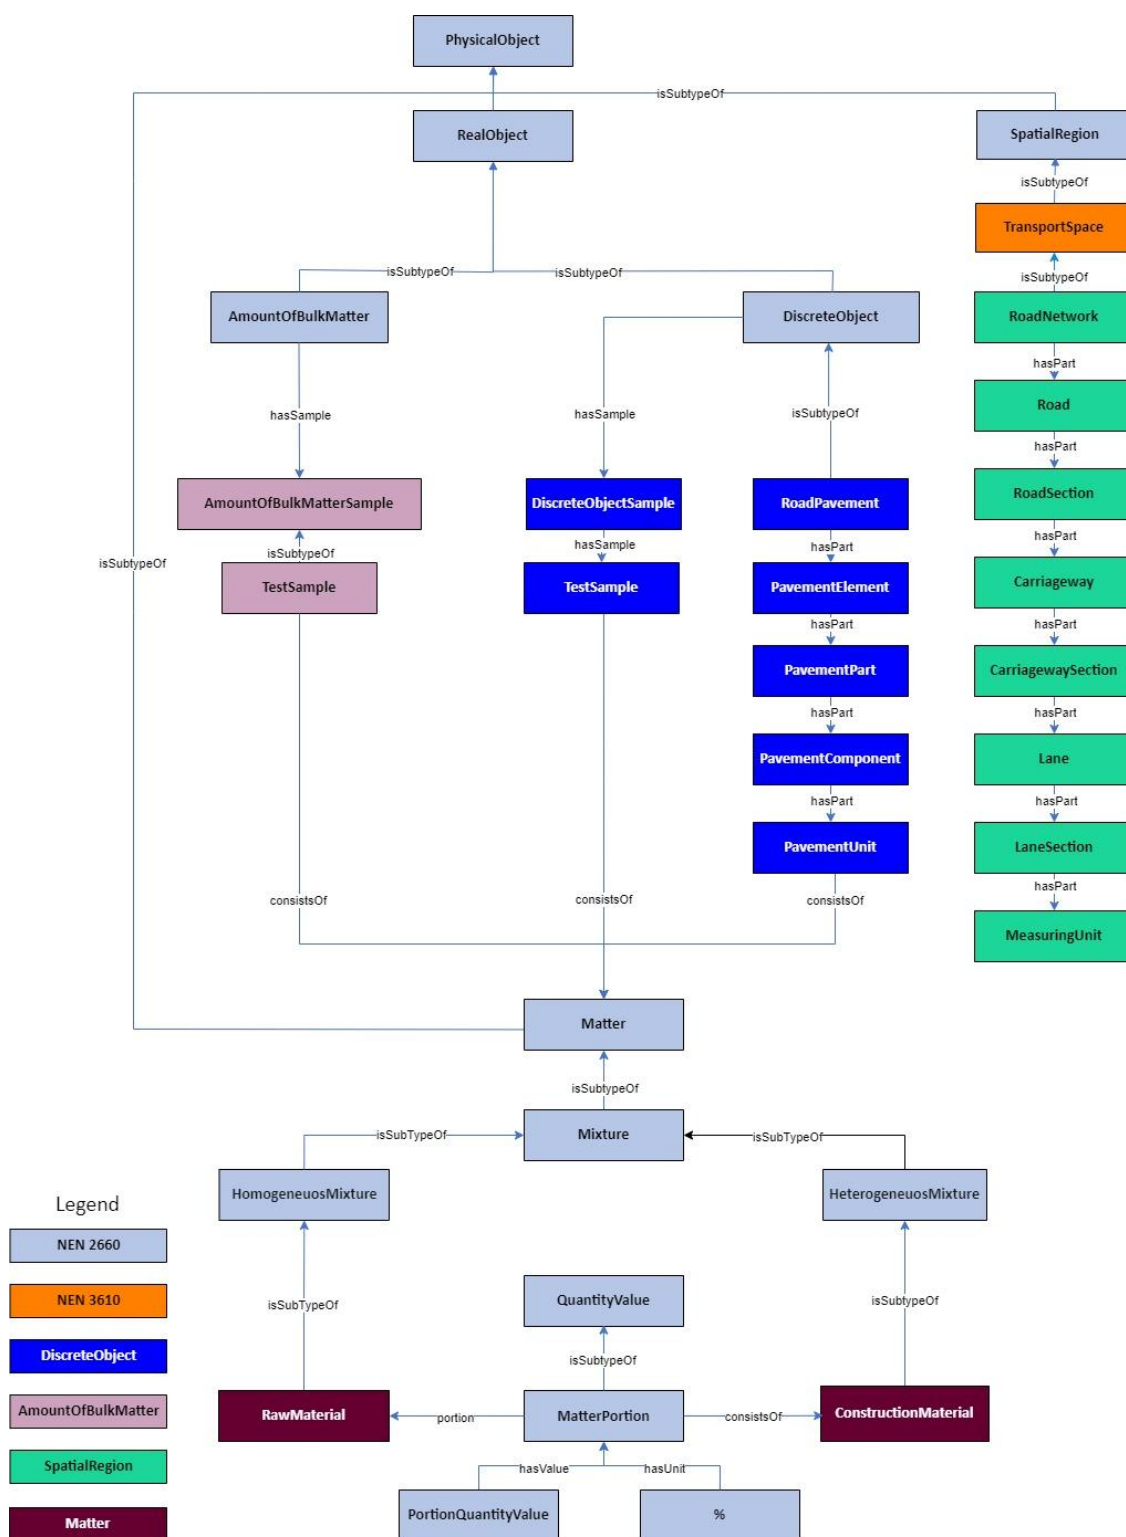 PhysicalObject
isSubtypeOf
RealObject
SpatialRegion
isSubtypeOf
TransportSpace
isSubtypeOf
isSubtypeOf
isSubtypeOf
AmountOfBulkMatter
DiscreteObject
RoadNetwork
hasPart
Road
hasSample
hasSample
isSubtypeOf
hasPart
AmountOfBulkMatterSample
DiscreteObjectSample
RoadPavement
RoadSection
hasPart
isSubtypeOf
hasSample
hasPart
isSubtypeOf
TestSample
TestSample
PavementElement
Carriageway
hasPart
hasPart
PavementPart
CarriagewaySection
hasPart
hasPart
PavementComponent
Lane
hasPart
hasPart
PavementUnit
LaneSection
hasPart
consistsOf
consistsOf
consistsOf
MeasuringUnit
Matter
isSubtypeOf
isSubTypeOf
Mixture
isSubTypeOf
HomogeneuosMixture
HeterogeneuosMixture
Legend
NEN 2660
NEN 3610
QuantityValue
isSubTypeOf
isSubtypeOf
DiscreteObject
isSubtypeOf
AmountOfBulkMatter
RawMaterial
portion
MatterPortion
consistsOf
ConstructionMaterial
SpatialRegion
hasValue
hasUnit
PortionQuantityValue
%
Matter